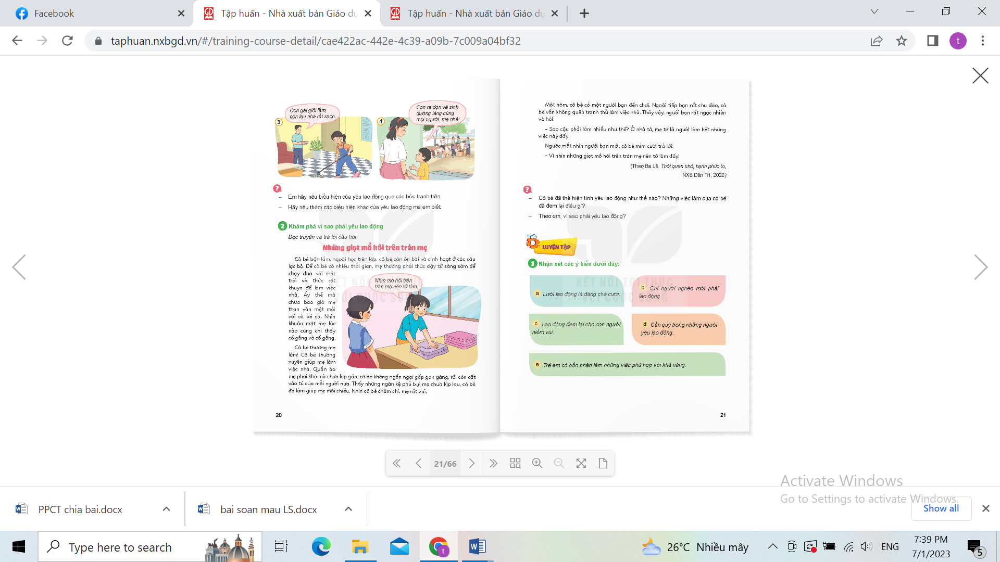 Facebook
Tập huấn - Nhà xuất bản Giáo dụ
Tập huấn - Nhà xuất bản Giáo dụ
taphuan.nxbgd.vn/#/training-course-detail/cae422ac-442e-4c39-a09b-7c009a04bf32
t
3
Con gái giỏi lắm,
con lau nhà rất sạch.
4
Con ra dọn vệ sinh
đường làng cùng
mọi người, mẹ nhé!
?
– Em hãy nêu biểu hiện của yêu lao động qua các bức tranh trên.
– Hãy nêu thêm các biểu hiện khác của yêu lao động mà em biết.
2 Khám phá vì sao phải yêu lao động
Đọc truyện và trả lời câu hỏi:
Những giọt mồ hôi trên trán mẹ
Cô bé bận lắm, ngoài học trên lớp, cô bé còn ôn bài và sinh hoạt ở các câu
lạc bộ. Để cô bé có nhiều thời gian, mẹ thường phải thức dậy từ sáng sớm để
chạy đua với mặt
trời và thức rất
khuya để làm việc
nhà. Ấy thế mà
chưa bao giờ mẹ
than vãn mệt mỏi
với cô bé cả. Nhìn
khuôn mặt mẹ lúc
nào cũng chỉ thấy
cố gắng và cố gắng.
Nhìn mồ hôi trên
trán mẹ nên tớ làm.
Cô bé thương mẹ
lắm! Cô bé thường
xuyên giúp mẹ làm
việc nhà. Quần áo
mẹ phơi khô mà chưa kịp gấp, cô bé không ngần ngại gấp gọn gàng, rồi còn cất
vào tủ của mỗi người nữa. Thấy những ngăn kệ phủ bụi mẹ chưa kịp lau, cô bé
đã làm giúp mẹ mỗi chiều. Nhìn cô bé chăm chỉ, mẹ rất vui.
KẾT NỐI TRI THỨC
VỚI CUỘC SỐNG
20
Một hôm, cô bé có một người bạn đến chơi. Ngoài tiếp bạn rất chu đáo, cô
bé vẫn không quên tranh thủ làm việc nhà. Thấy vậy, người bạn rất ngạc nhiên
và hỏi:
– Sao cậu phải làm nhiều như thế? Ở nhà tớ, mẹ tớ là người làm hết những
việc này đấy.
Ngước mắt nhìn người bạn mới, cô bé mỉm cười trả lời:
– Vì nhìn những giọt mồ hôi trên trán mẹ nên tớ làm đấy!
(Theo Ba Lê, Thói quen nhỏ, hạnh phúc to,
NXB Dân Trí, 2020)
?
– Cô bé đã thể hiện tình yêu lao động như thế nào? Những việc làm của cô bé
đã đem lại điều gì?
– Theo em, vì sao phải yêu lao động?
LUYỆN TẬP
1 Nhận xét các ý kiến dưới đây:
a Lười lao động là đáng chê cười.
b Chỉ người nghèo mới phải
lao động.
c Lao động đem lại cho con người
niềm vui.
d Cần quý trọng những người
yêu lao động.
e Trẻ em có bổn phận làm những việc phù hợp với khả năng.
KẾT NỐI TRI THỨC
VỚI CUỘC SỐNG
21
21/66
Activate Windows
Go to Settings to activate Windows.
PPCT chia bai.docx
bai soan mau LS.docx
Show all
Type here to search
26°C Nhiều mây
ENG
7:39 PM
7/1/2023
5